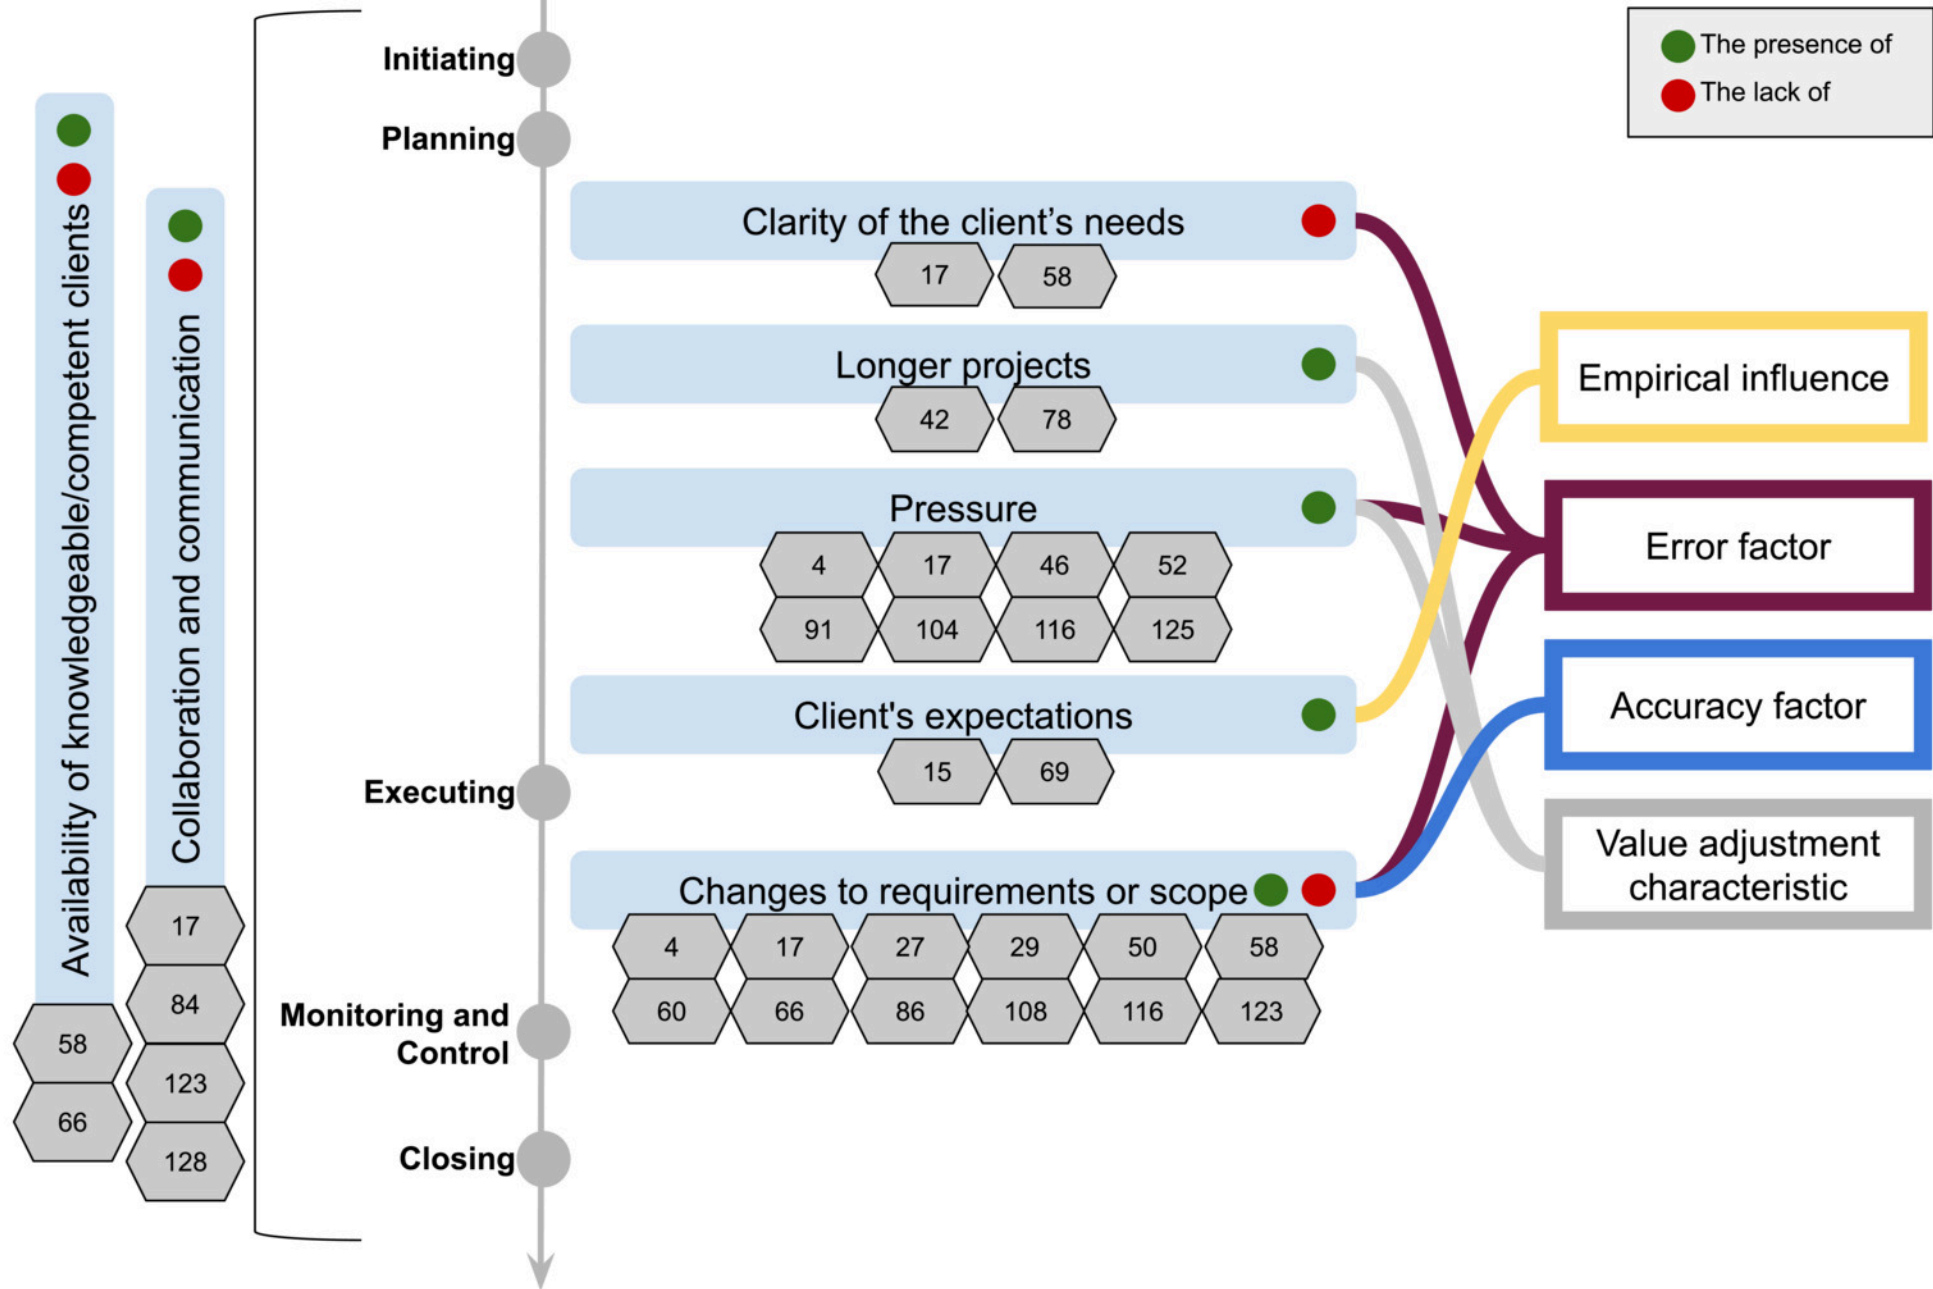 The presence of
The lack of
Initiating
Planning
Availability of knowledgeable/competent clients
58
66
Collaboration and communication
17
84
123
128
Clarity of the client’s needs
17 58
Longer projects
42 78
Pressure
4 17 46 52
91 104 116 125
Client's expectations
15 69
Executing
Changes to requirements or scope
4 17 27 29 50 58
60 66 86 108 116 123
Monitoring and
Control
Closing
Empirical influence
Error factor
Accuracy factor
Value adjustment
characteristic